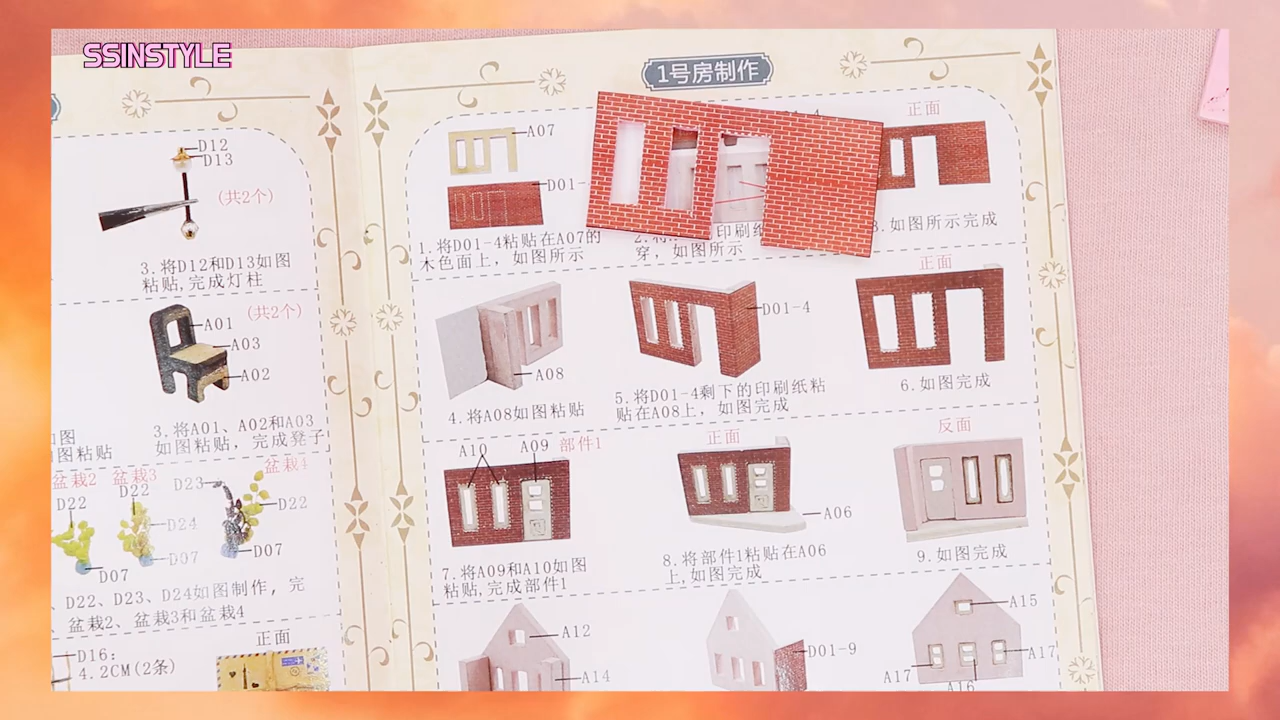 SSINSTYLE
D12
D13
(共2个)
3.将D12和D13如图
粘贴,完成灯柱
(共2个)
A01
A03
A02
3.将A01、A02和A03
如图粘贴，完成凳子
如图
如图粘贴
盆栽2
盆栽3
盆栽4
D22
D22
D23
D22
D24
D07
D07
D07
、D22、D23、D24如图制作，完
、盆栽2、盆栽3和盆栽4
正面
D16:
4.2CM(2条)
1号房制作
A07
D01-
1.将D01-4粘贴在A07的
木色面上，如图所示
印刷纸
穿，如图所示
正面
3.如图所示完成
A08
4.将A08如图粘贴
D01-4
5.将D01-4剩下的印刷纸粘
贴在A08上，如图完成
正面
6.如图完成
A10
A09
部件1
7.将A09和A10如图
粘贴,完成部件1
正面
A06
8.将部件1粘贴在A06
上,如图完成
反面
9.如图完成
A12
A14
D01-9
A15
A17
A16
A17